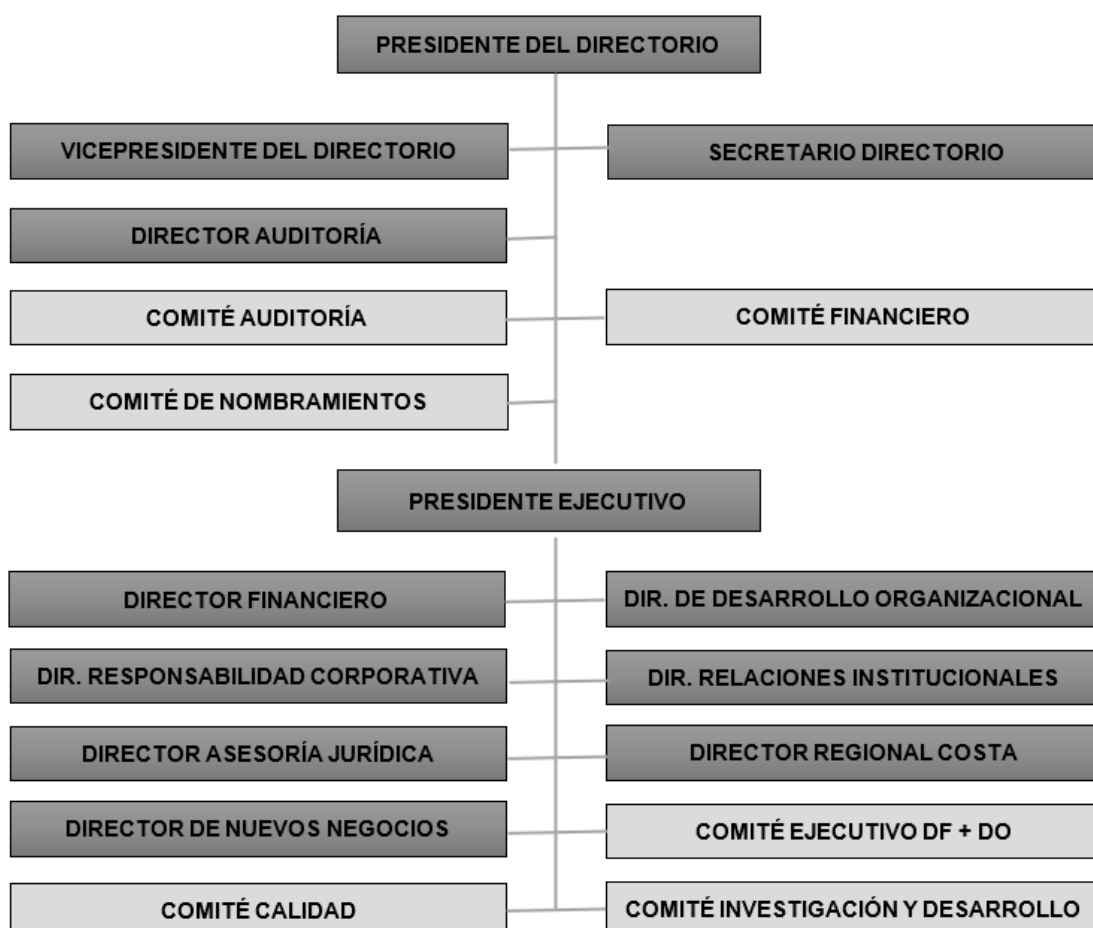 PRESIDENTE DEL DIRECTORIO
VICEPRESIDENTE DEL DIRECTORIO
SECRETARIO DIRECTORIO
DIRECTOR AUDITORÍA
COMITÉ AUDITORÍA
COMITÉ FINANCIERO
COMITÉ DE NOMBRAMIENTOS
PRESIDENTE EJECUTIVO
DIRECTOR FINANCIERO
DIR. DE DESARROLLO ORGANIZACIONAL
DIR. RESPONSABILIDAD CORPORATIVA
DIR. RELACIONES INSTITUCIONALES
DIRECTOR ASESORÍA JURÍDICA
DIRECTOR REGIONAL COSTA
DIRECTOR DE NUEVOS NEGOCIOS
COMITÉ EJECUTIVO DF + DO
COMITÉ CALIDAD
COMITÉ INVESTIGACIÓN Y DESARROLLO